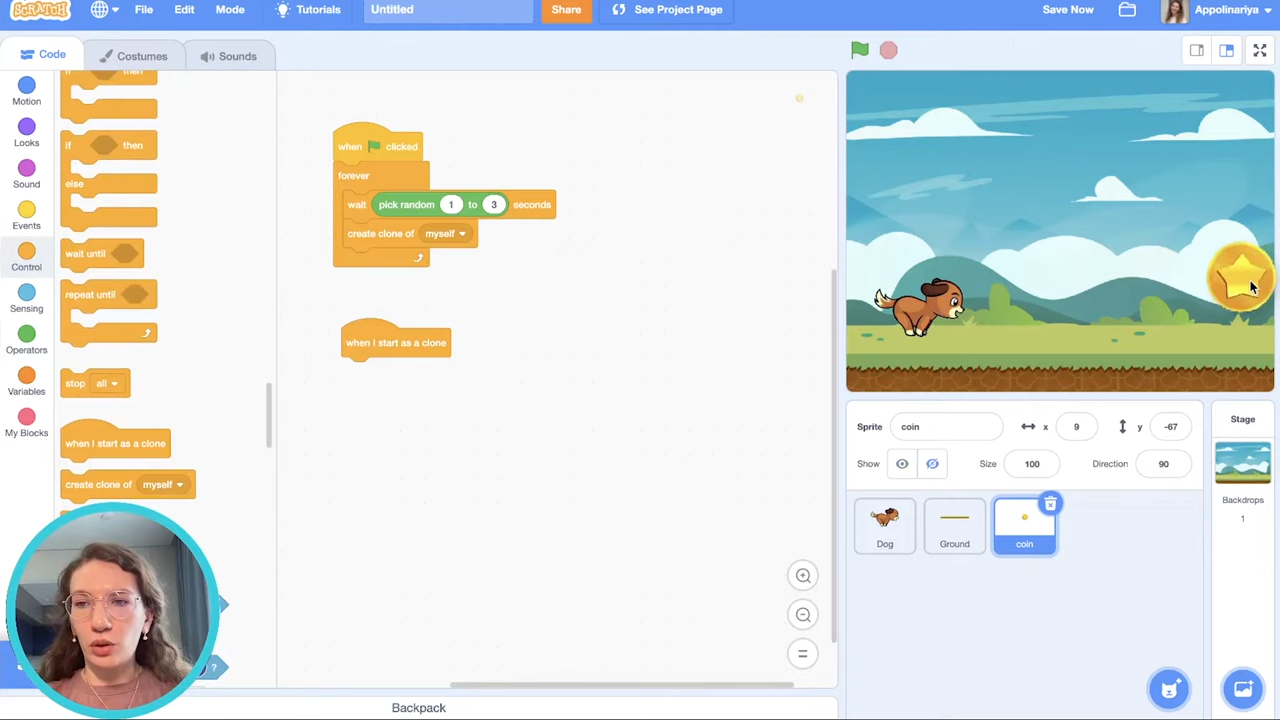 SCRATCH File Edit Mode Tutorials Untitled Share See Project Page Save Now Appolinariya
Code Costumes Sounds
Motion
Looks
Sound
Events
Control
Sensing
Operators
Variables
My Blocks
if then
if then
else
wait until
repeat until
stop all
when I start as a clone
create clone of myself
?
when clicked
forever
wait pick random 1 to 3 seconds
create clone of myself
when I start as a clone
Backpack
Sprite coin x 9 y -67
Show Size 100 Direction 90
Dog Ground coin
Stage
Backdrops
1